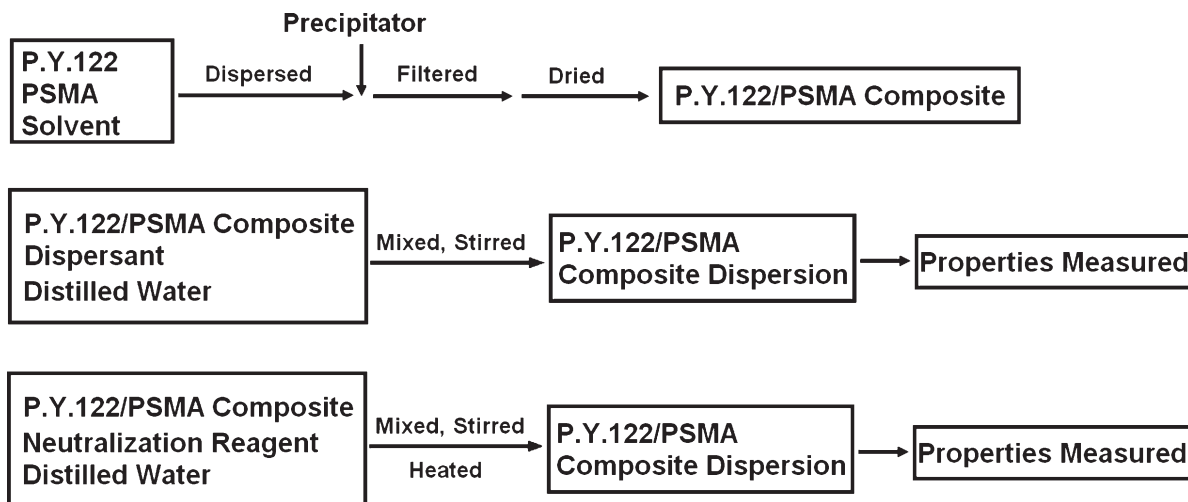 Precipitator
P.Y.122
PSMA
Solvent
Dispersed
Filtered
Dried
P.Y.122/PSMA Composite
P.Y.122/PSMA Composite
Dispersant
Distilled Water
Mixed, Stirred
P.Y.122/PSMA
Composite Dispersion
Properties Measured
P.Y.122/PSMA Composite
Neutralization Reagent
Distilled Water
Mixed, Stirred
Heated
P.Y.122/PSMA
Composite Dispersion
Properties Measured